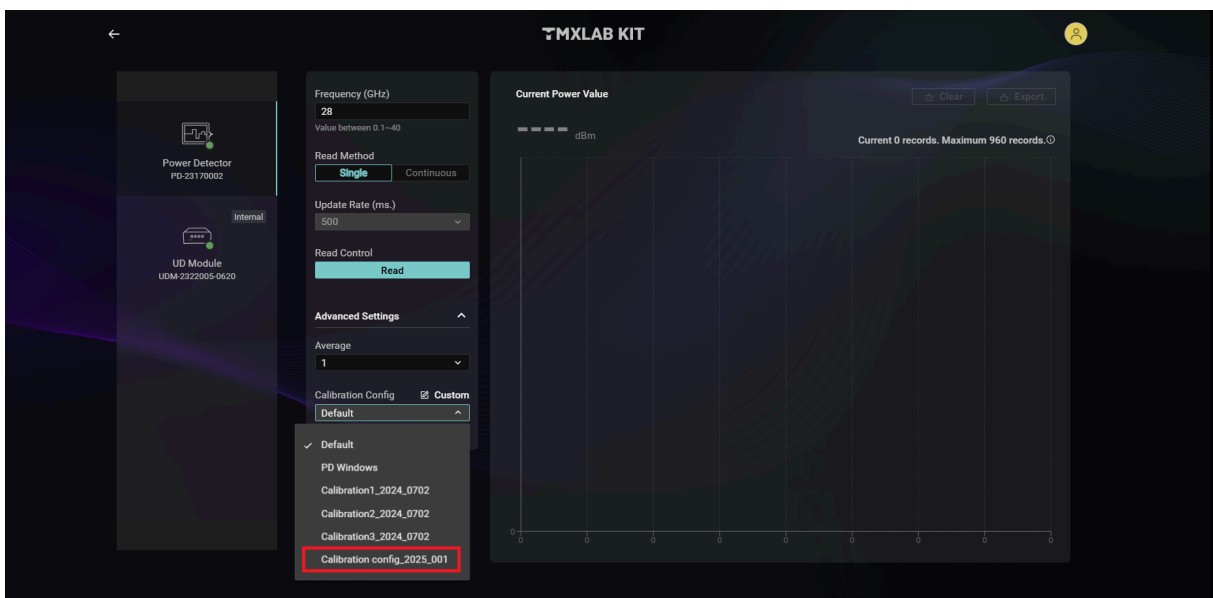 TMXLAB KIT
Power Detector
PD-23170002
Internal
UD Module
UDM-2322005-0620
Frequency (GHz)
28
Value between 0.1~40
Read Method
Single Continuous
Update Rate (ms.)
500
Read Control
Read
Advanced Settings
Average
1
Calibration Config Custom
Default
Default
PD Windows
Calibration1_2024_0702
Calibration2_2024_0702
Calibration3_2024_0702
Calibration config_2025_001
Current Power Value
Clear Export
---- dBm
Current 0 records. Maximum 960 records.
0
0 0 0 0 0 0 0 0 0